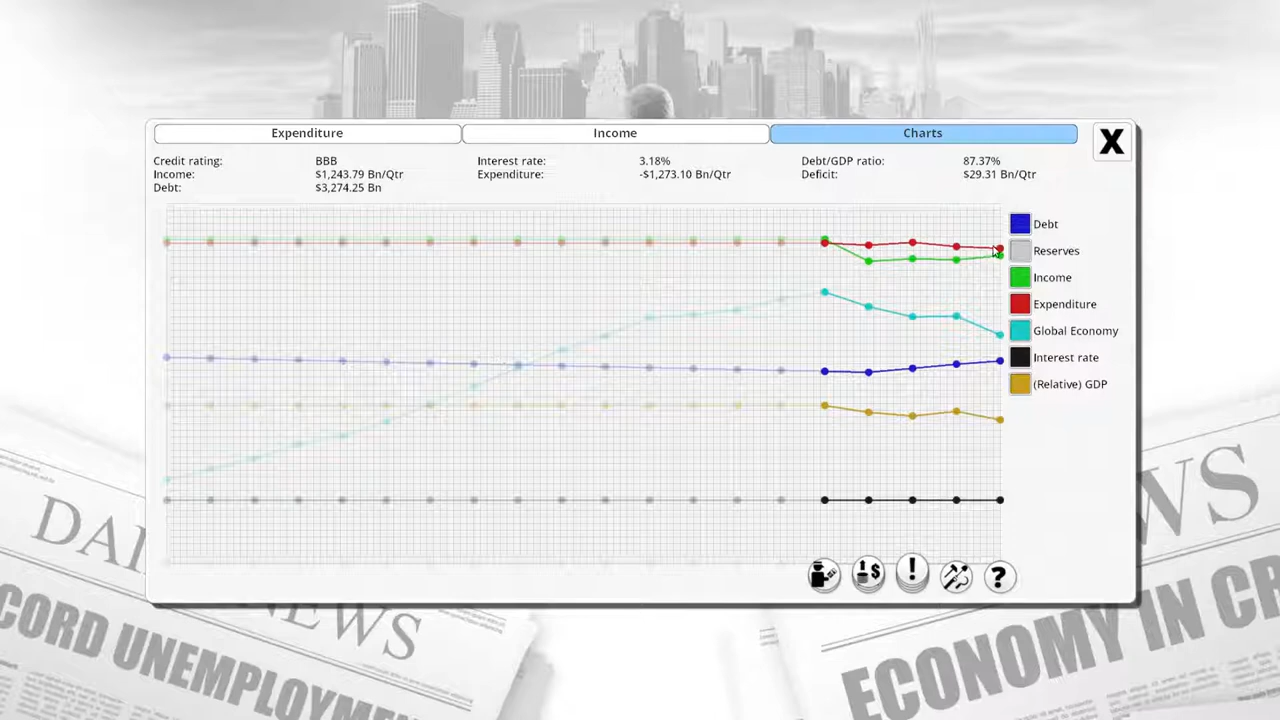 Expenditure Income Charts X
Credit rating: BBB Interest rate: 3.18% Debt/GDP ratio: 87.37%
Income: $1,243.79 Bn/Qtr Expenditure: -$1,273.10 Bn/Qtr Deficit: $29.31 Bn/Qtr
Debt: $3,274.25 Bn
Debt
Reserves
Income
Expenditure
Global Economy
Interest rate
(Relative) GDP
! ?
DAI
NEWS
WS
CORD UNEMPLOYM
ECONOMY IN CR